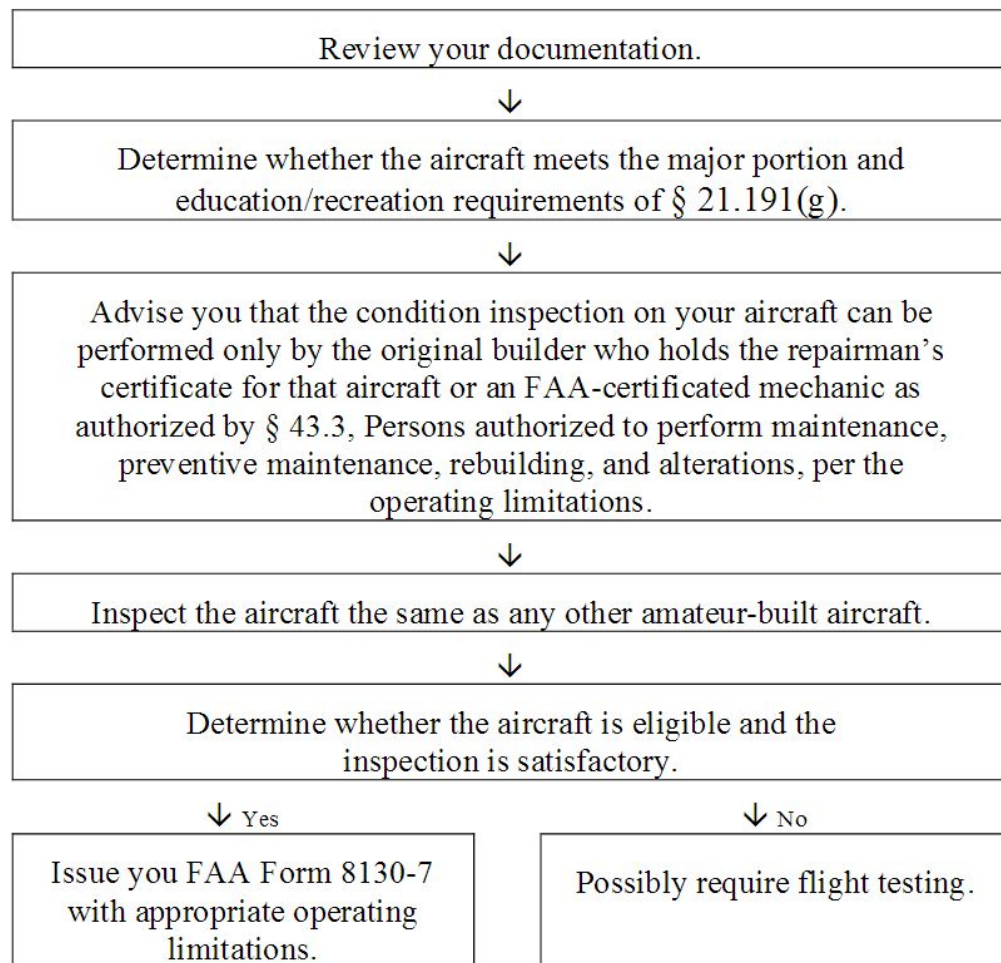 Review your documentation.
↓
Determine whether the aircraft meets the major portion and
education/recreation requirements of § 21.191(g).
↓
Advise you that the condition inspection on your aircraft can be
performed only by the original builder who holds the repairman's
certificate for that aircraft or an FAA-certificated mechanic as
authorized by § 43.3, Persons authorized to perform maintenance,
preventive maintenance, rebuilding, and alterations, per the
operating limitations.
↓
Inspect the aircraft the same as any other amateur-built aircraft.
↓
Determine whether the aircraft is eligible and the
inspection is satisfactory.
↓ Yes
↓ No
Issue you FAA Form 8130-7
with appropriate operating
limitations.
Possibly require flight testing.